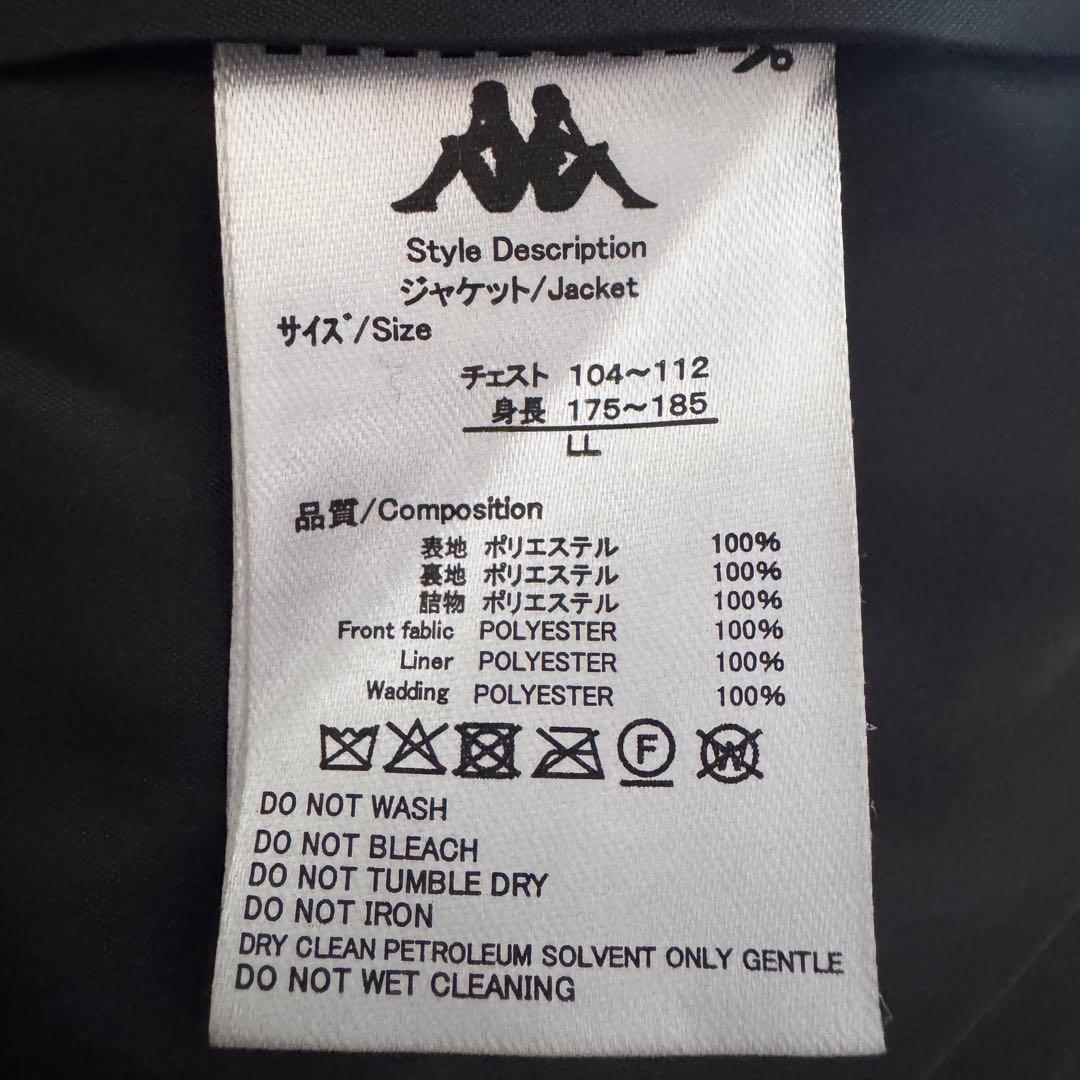 %
Style Description
ジャケット/Jacket
サイズ/Size
チェスト 104～112
身長 175～185
LL
品質/Composition
表地 ポリエステル 100%
裏地 ポリエステル 100%
詰物 ポリエステル 100%
Front fablic POLYESTER 100%
Liner POLYESTER 100%
Wadding POLYESTER 100%
F W
DO NOT WASH
DO NOT BLEACH
DO NOT TUMBLE DRY
DO NOT IRON
DRY CLEAN PETROLEUM SOLVENT ONLY GENTLE
DO NOT WET CLEANING